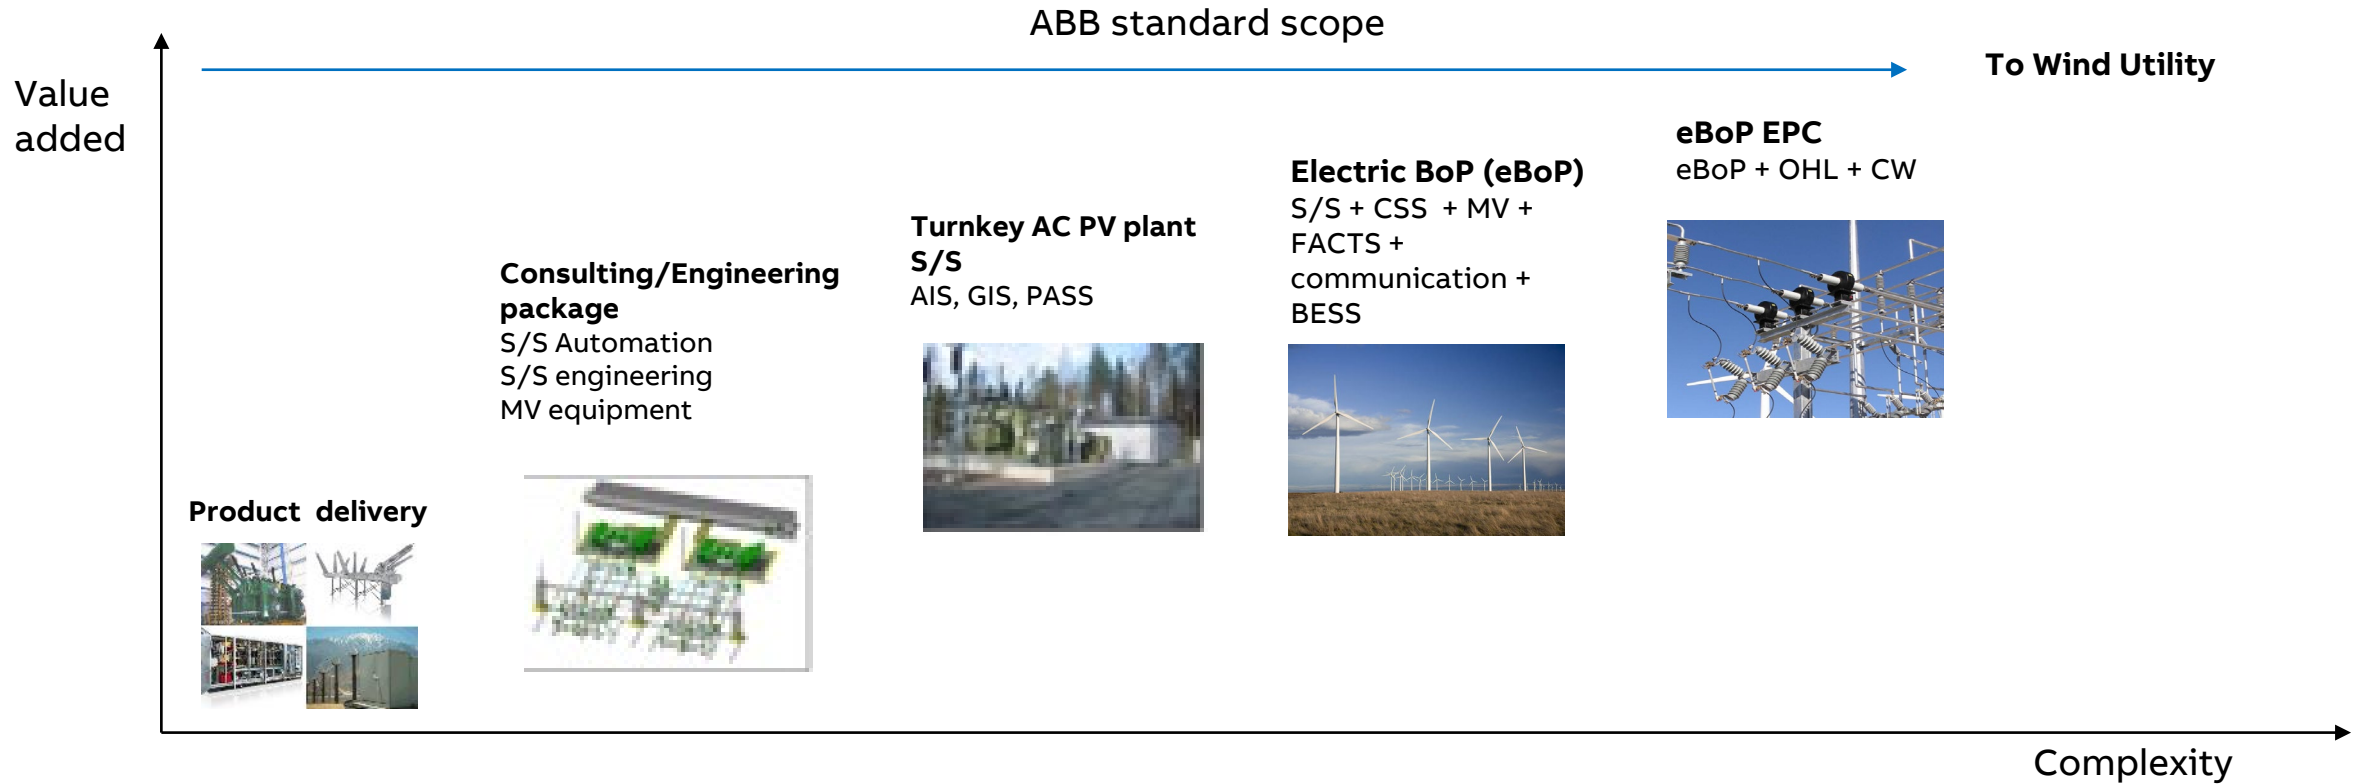 ABB standard scope
To Wind Utility
Value
added
eBoP EPC
eBoP + OHL + CW
Electric BoP (eBoP)
S/S + CSS + MV +
FACTS +
communication +
BESS
Turnkey AC PV plant
S/S
AIS, GIS, PASS
Consulting/Engineering
package
S/S Automation
S/S engineering
MV equipment
Product delivery
Complexity